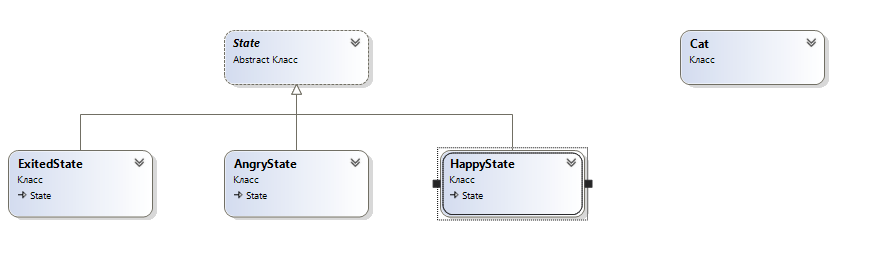 State
Abstract Класс
Cat
Класс
ExitedState
Класс
State
AngryState
Класс
State
HappyState
Класс
State